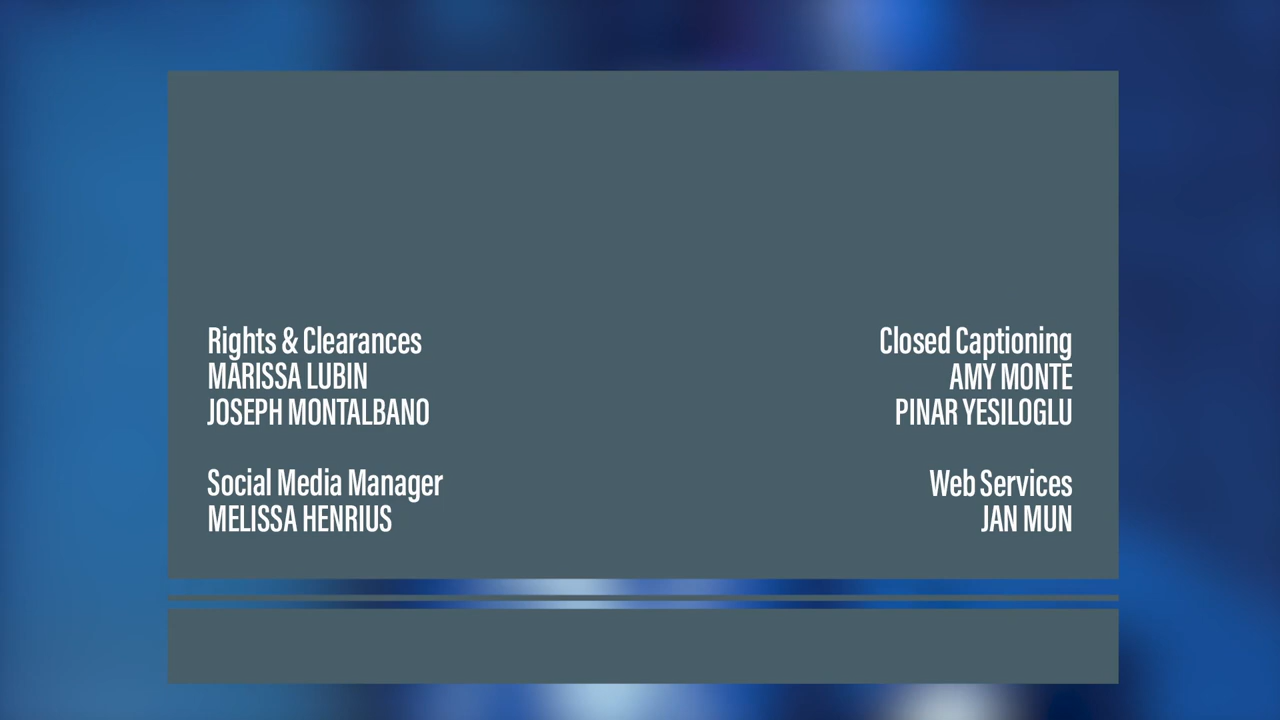 Rights & Clearances
MARISSA LUBIN
JOSEPH MONTALBANO
Social Media Manager
MELISSA HENRIUS
Closed Captioning
AMY MONTE
PINAR YESILOGLU
Web Services
JAN MUN